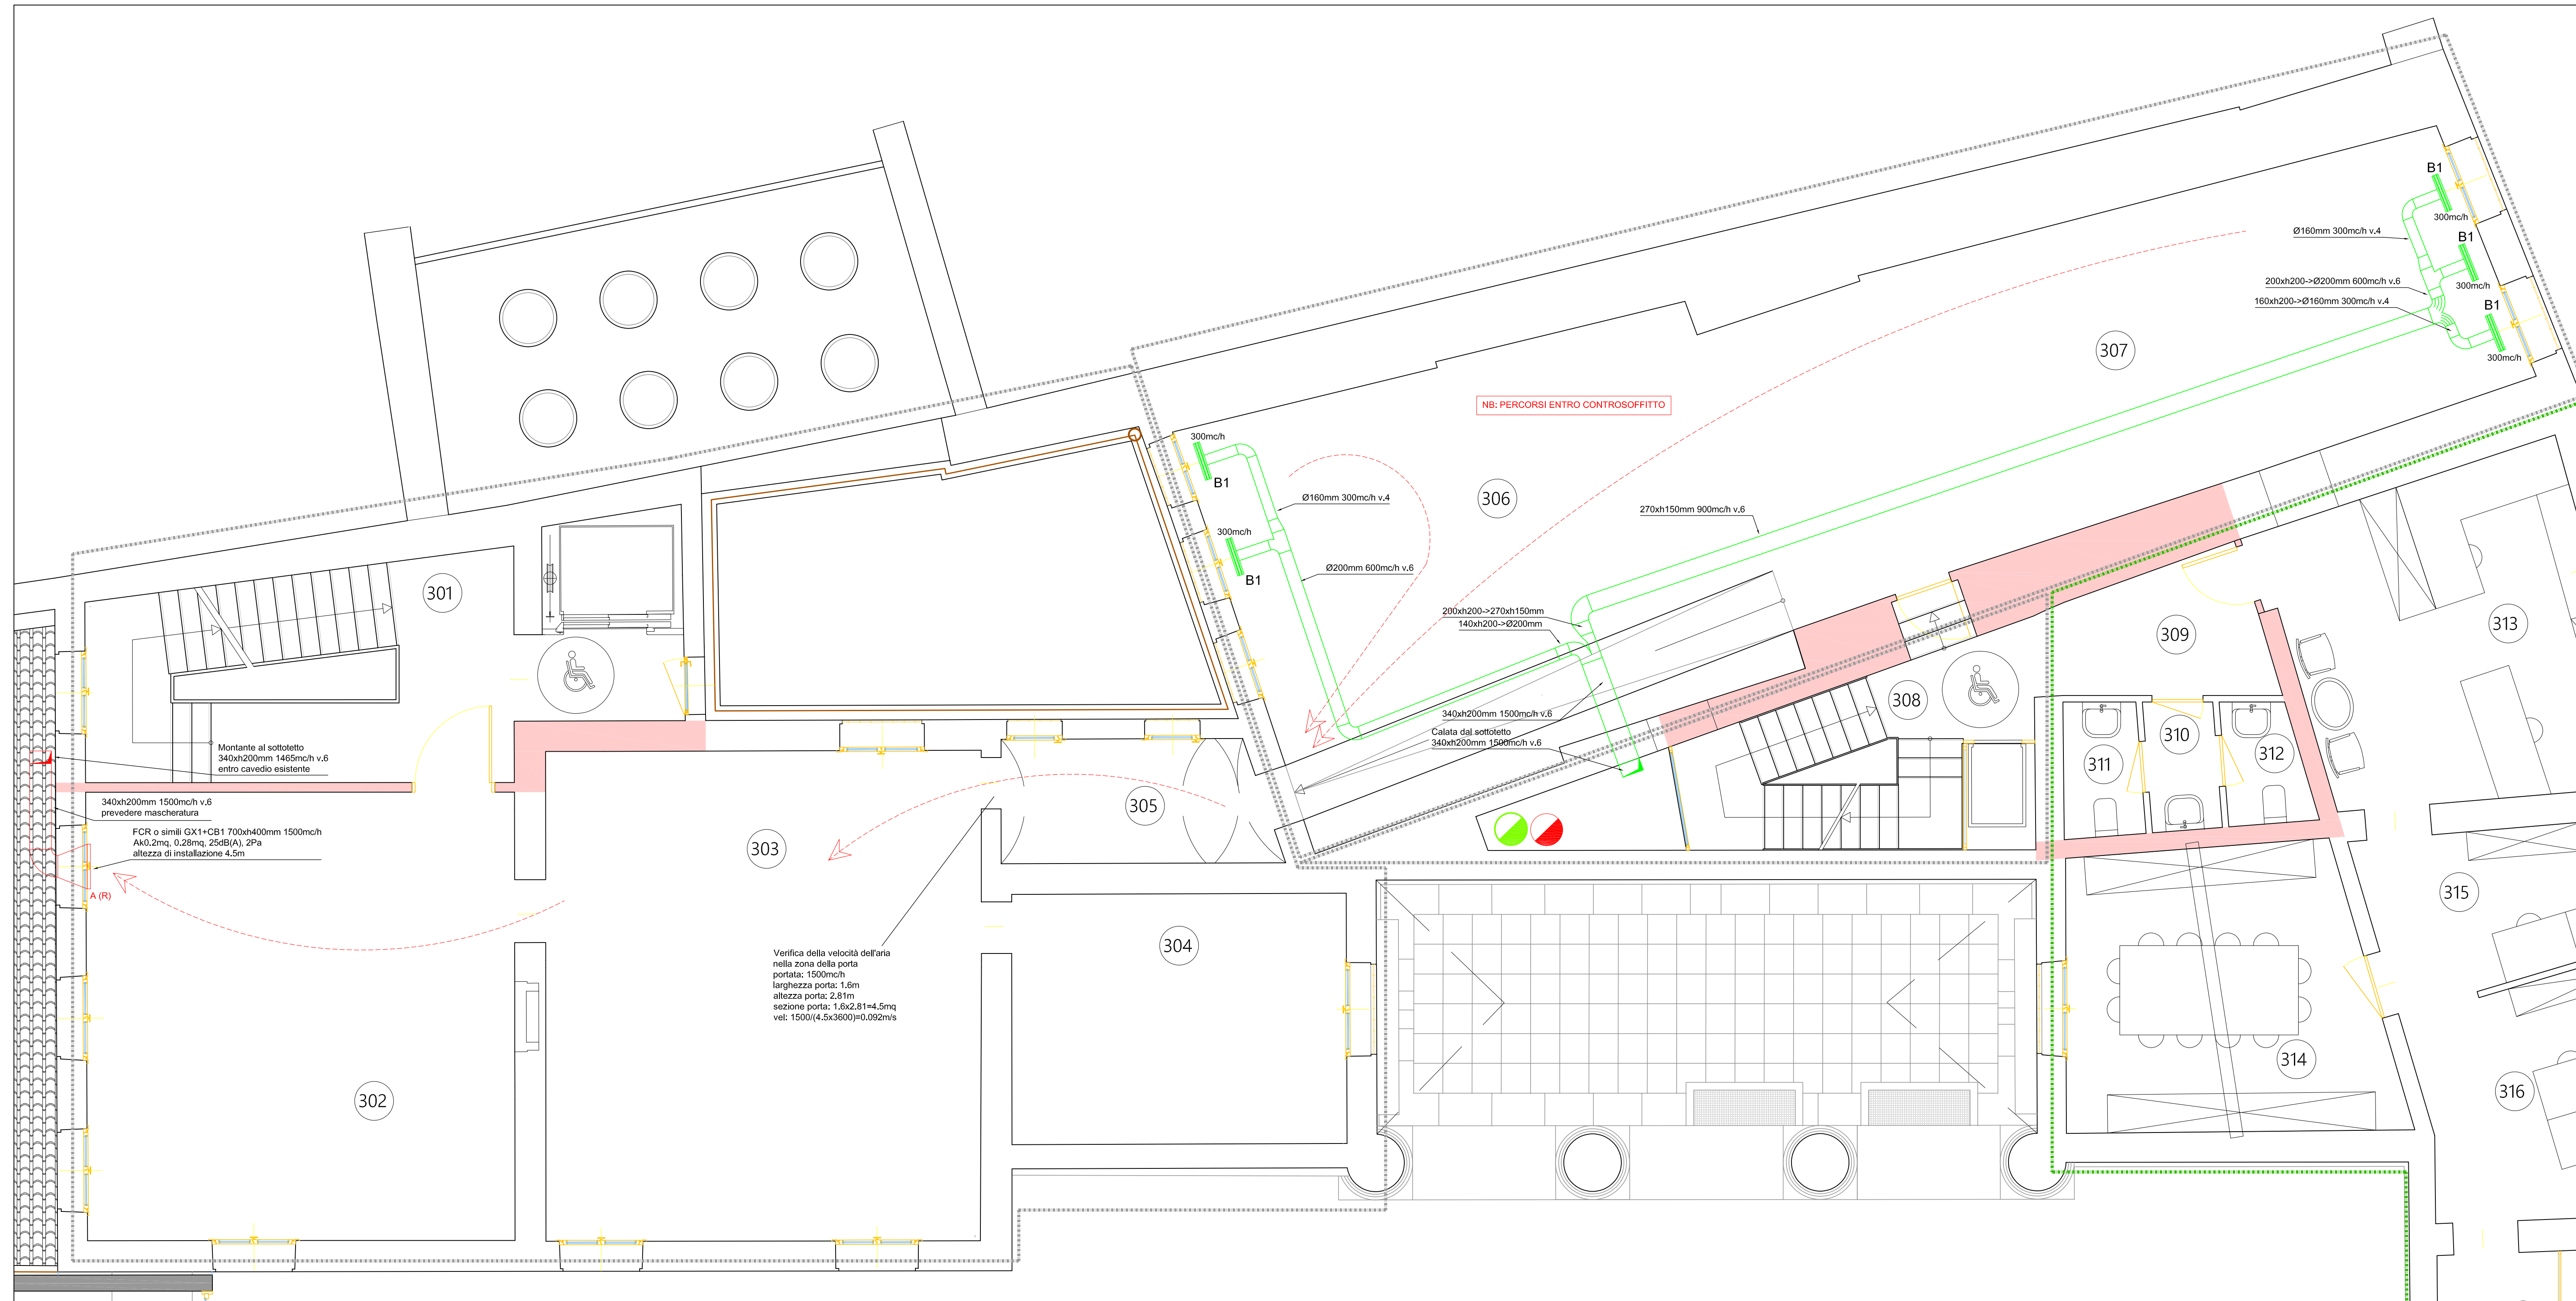 B1
300mc/h
Ø160mm 300mc/h v.4
B1
300mc/h
200xh200->Ø200mm 600mc/h v.6
160xh200->Ø160mm 300mc/h v.4
B1
300mc/h
307
NB: PERCORSI ENTRO CONTROSOFFITTO
300mc/h
B1
Ø160mm 300mc/h v.4
306
270xh150mm 900mc/h v.6
300mc/h
B1
Ø200mm 600mc/h v.6
200xh200->270xh150mm
140xh200->Ø200mm
301
309
313
308
340xh200mm 1500mc/h v.6
Calata dal sottotetto
340xh200mm 1500mc/h v.6
310
311
312
Montante al sottotetto
340xh200mm 1465mc/h v.6
entro cavedio esistente
340xh200mm 1500mc/h v.6
prevedere mascheratura
FCR o simili GX1+CB1 700xh400mm 1500mc/h
Ak0.2mq, 0.28mq, 25dB(A), 2Pa
altezza di installazione 4.5m
A (R)
303
305
315
304
Verifica della velocità dell'aria
nella zona della porta
portata: 1500mc/h
larghezza porta: 1.6m
altezza porta: 2.81m
sezione porta: 1.6x2.81=4.5mq
vel: 1500/(4.5x3600)=0.092m/s
302
314
316